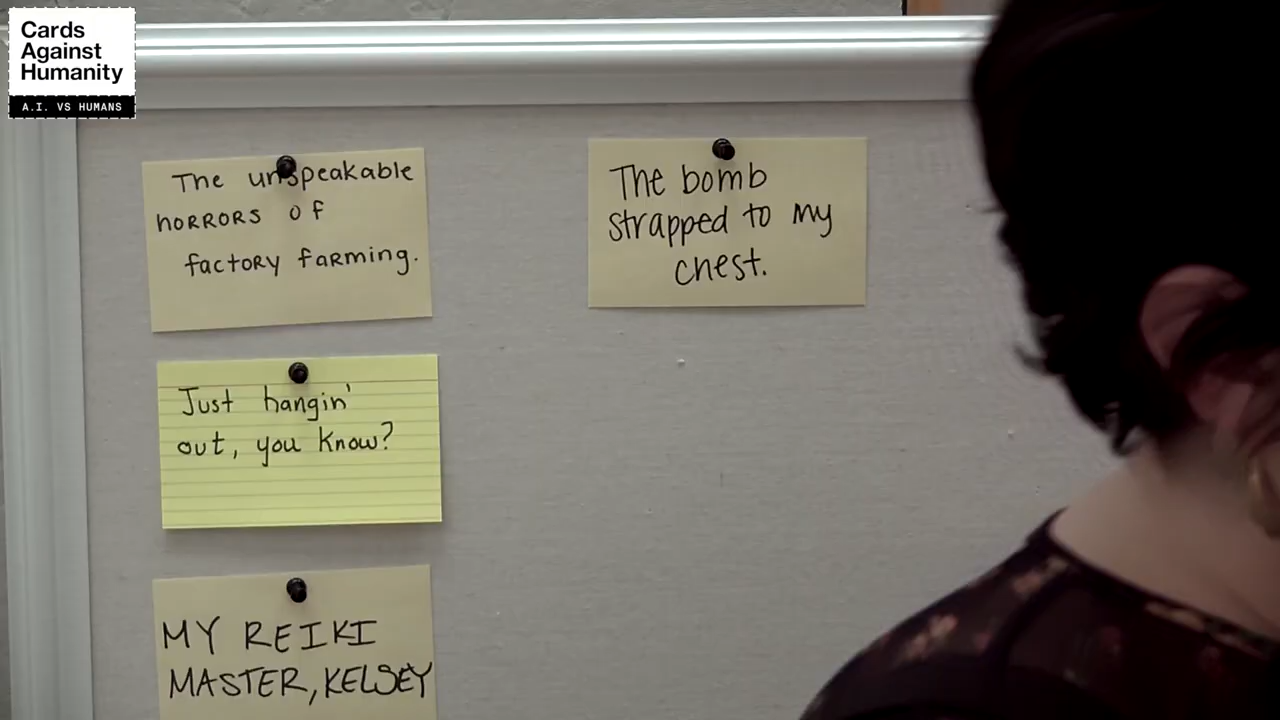 Cards
Against
Humanity
A.I. VS HUMANS
The unspeakable
horrors of
factory farming.
The bomb
strapped to my
chest.
Just hangin'
out, you know?
MY REIKI
MASTER, KELSEY